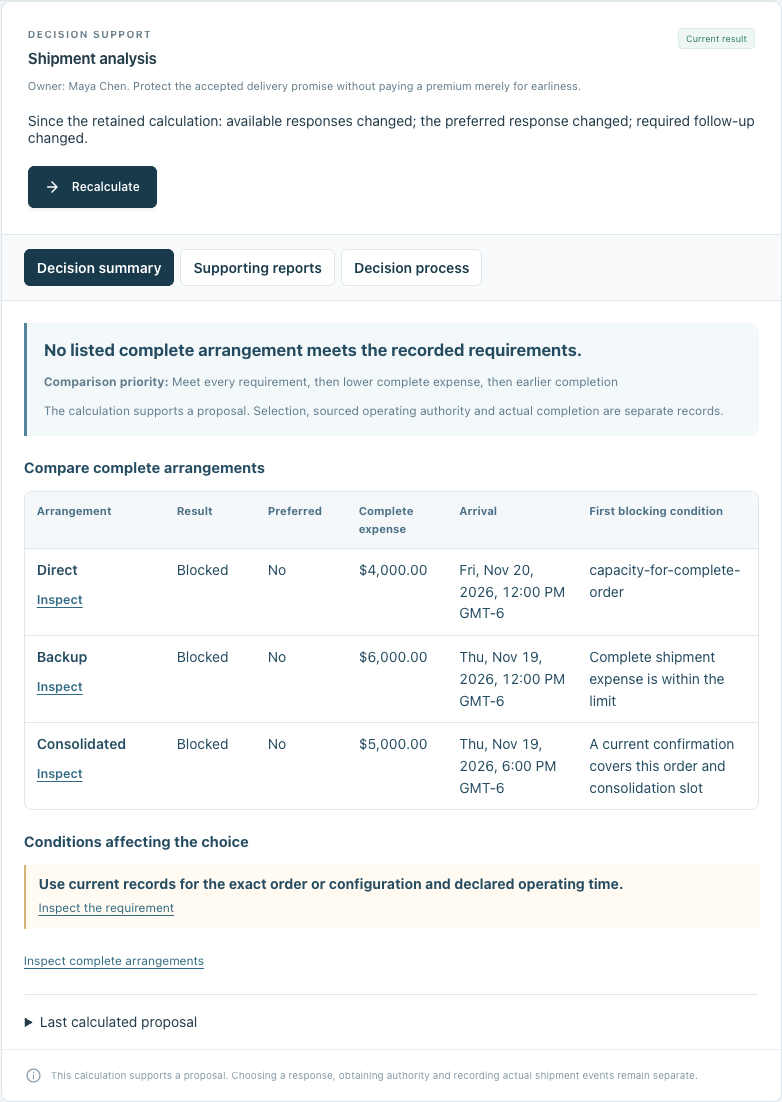 DECISION SUPPORT
Current result
Shipment analysis
Owner: Maya Chen. Protect the accepted delivery promise without paying a premium merely for earliness.
Since the retained calculation: available responses changed; the preferred response changed; required follow-up
changed.
Recalculate
Decision summary
Supporting reports
Decision process
No listed complete arrangement meets the recorded requirements.
Comparison priority: Meet every requirement, then lower complete expense, then earlier completion
The calculation supports a proposal. Selection, sourced operating authority and actual completion are separate records.
Compare complete arrangements
Arrangement Result Preferred Complete Arrival First blocking condition
expense
Direct Blocked No $4,000.00 Fri, Nov 20, capacity-for-complete-
Inspect 2026, 12:00 PM order
GMT-6
Backup Blocked No $6,000.00 Thu, Nov 19, Complete shipment
Inspect 2026, 12:00 PM expense is within the
GMT-6 limit
Consolidated Blocked No $5,000.00 Thu, Nov 19, A current confirmation
Inspect 2026, 6:00 PM covers this order and
GMT-6 consolidation slot
Conditions affecting the choice
Use current records for the exact order or configuration and declared operating time.
Inspect the requirement
Inspect complete arrangements
Last calculated proposal
This calculation supports a proposal. Choosing a response, obtaining authority and recording actual shipment events remain separate.